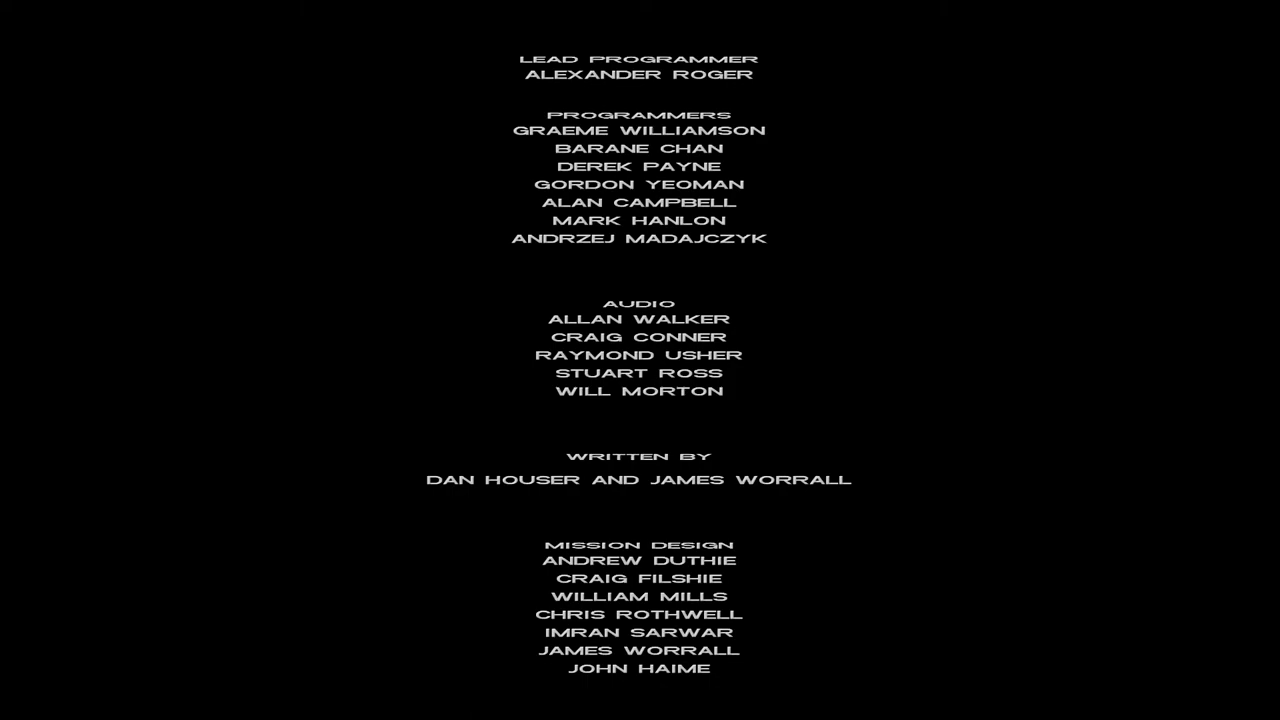 LEAD PROGRAMMER
ALEXANDER ROGER
PROGRAMMERS
GRAEME WILLIAMSON
BARANE CHAN
DEREK PAYNE
GORDON YEOMAN
ALAN CAMPBELL
MARK HANLON
ANDRZEJ MADAJCZYK
AUDIO
ALLAN WALKER
CRAIG CONNER
RAYMOND USHER
STUART ROSS
WILL MORTON
WRITTEN BY
DAN HOUSER AND JAMES WORRALL
MISSION DESIGN
ANDREW DUTHIE
CRAIG FILSHIE
WILLIAM MILLS
CHRIS ROTHWELL
IMRAN SARWAR
JAMES WORRALL
JOHN HAIME